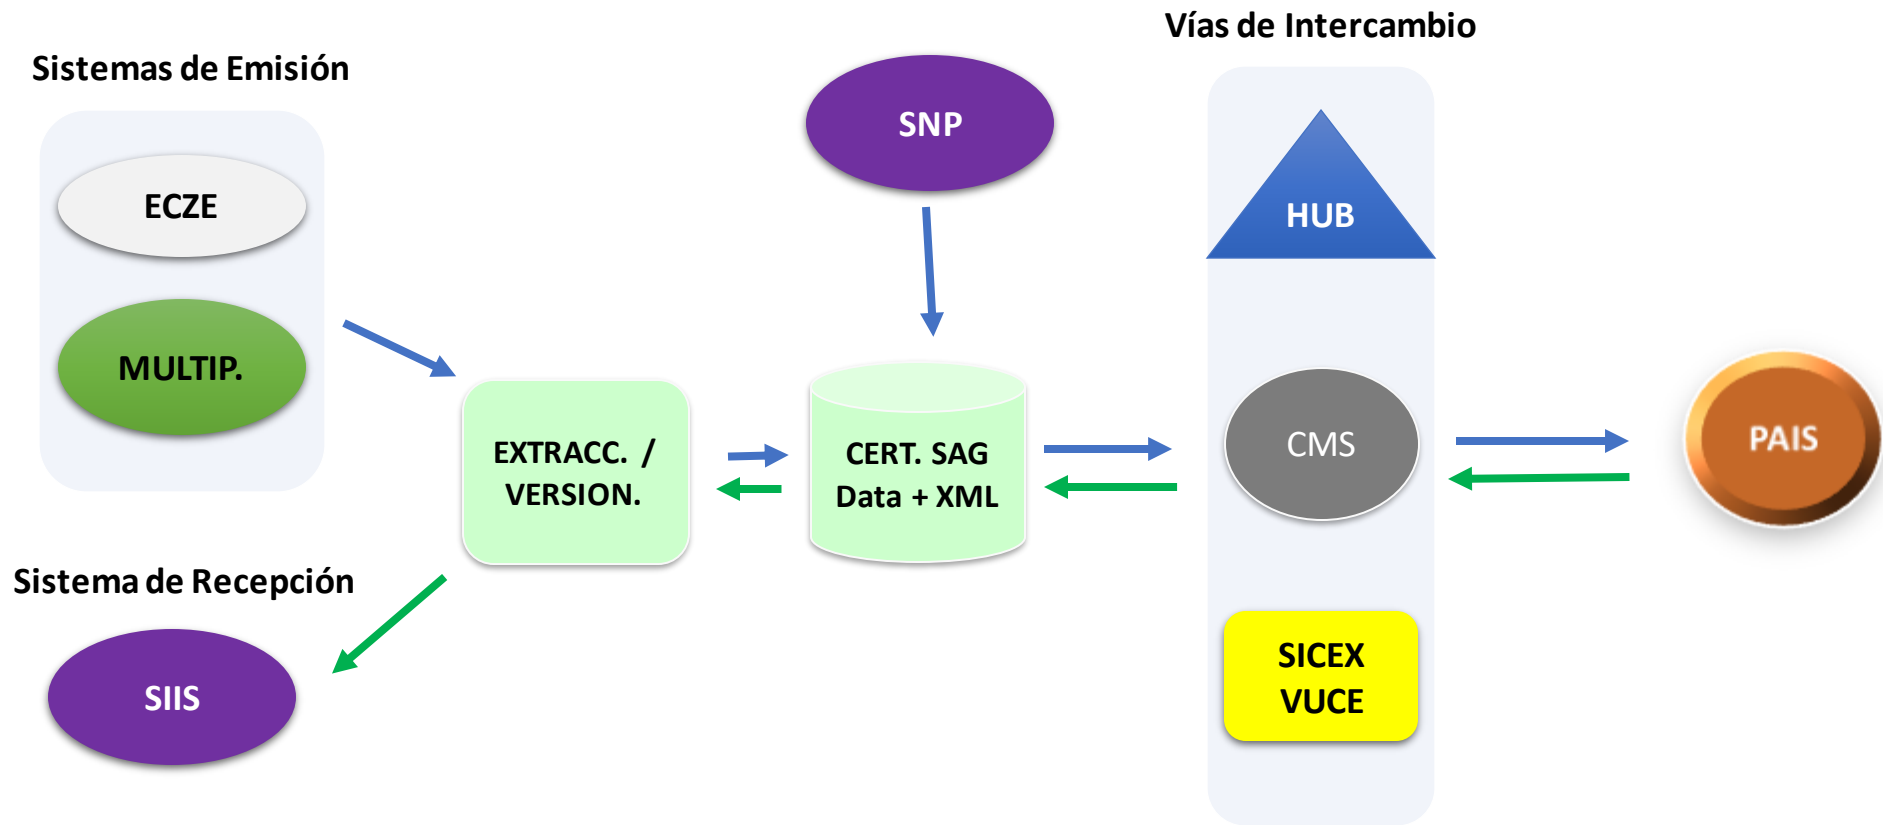 Vías de Intercambio
Sistemas de Emisión
SNP
ECZE
HUB
MULTIP.
EXTRACC. /
VERSION.
CERT. SAG
Data + XML
CMS
PAIS
Sistema de Recepción
SIIS
SICEX
VUCE